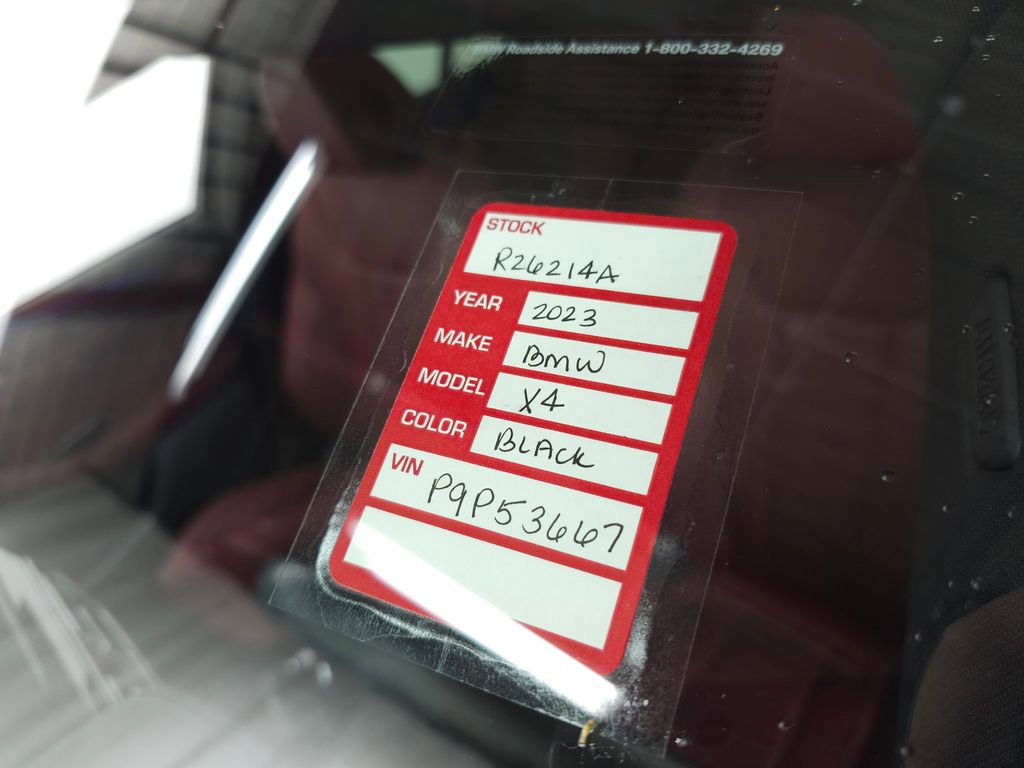 Roadside Assistance 1-800-332-4269
STOCK
R26214A
YEAR 2023
MAKE BMW
MODEL X4
COLOR BLACK
VIN P9P53667